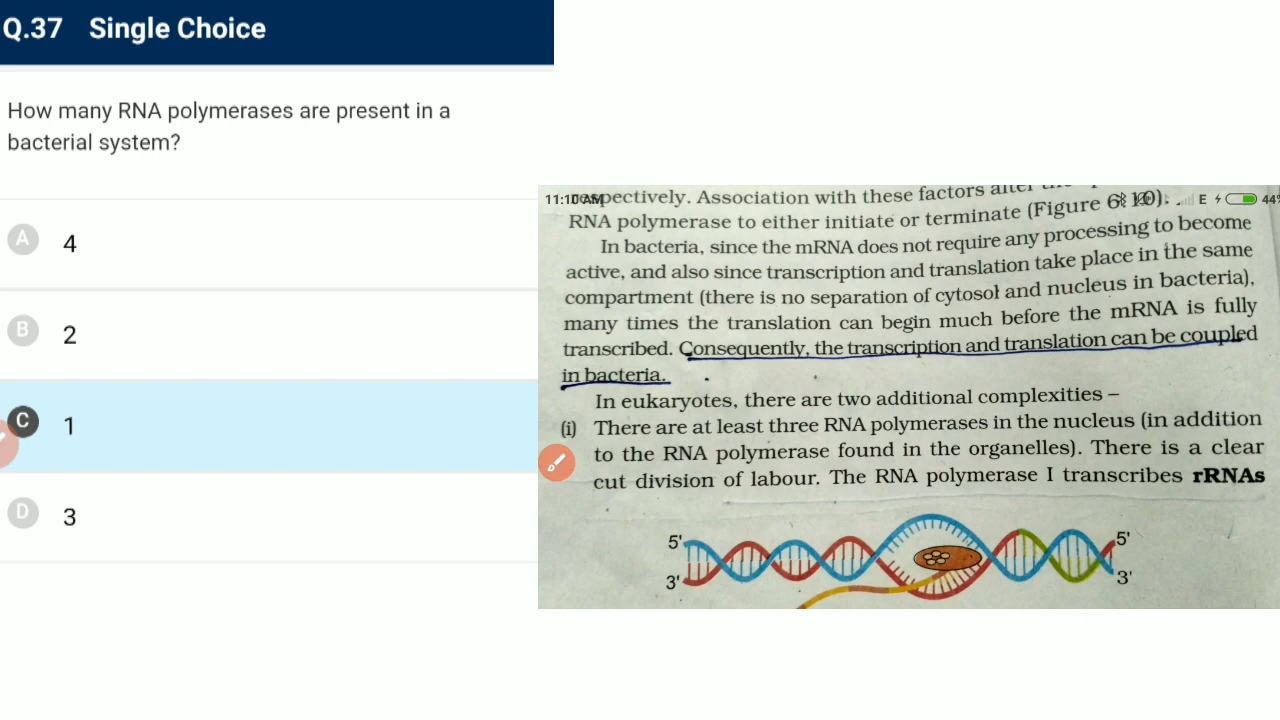 Q.37 Single Choice
How many RNA polymerases are present in a
bacterial system?
A 4
B 2
C 1
D 3
11:10 AM
E
44%
respectively. Association with these factors
RNA polymerase to either initiate or terminate (Figure 6.10).
In bacteria, since the mRNA does not require any processing to become
active, and also since transcription and translation take place in the same
compartment (there is no separation of cytosol and nucleus in bacteria),
many times the translation can begin much before the mRNA is fully
transcribed. Consequently, the transcription and translation can be coupled
in bacteria.
In eukaryotes, there are two additional complexities –
(i) There are at least three RNA polymerases in the nucleus (in addition
to the RNA polymerase found in the organelles). There is a clear
cut division of labour. The RNA polymerase I transcribes rRNAs
5' 5'
3' 3'